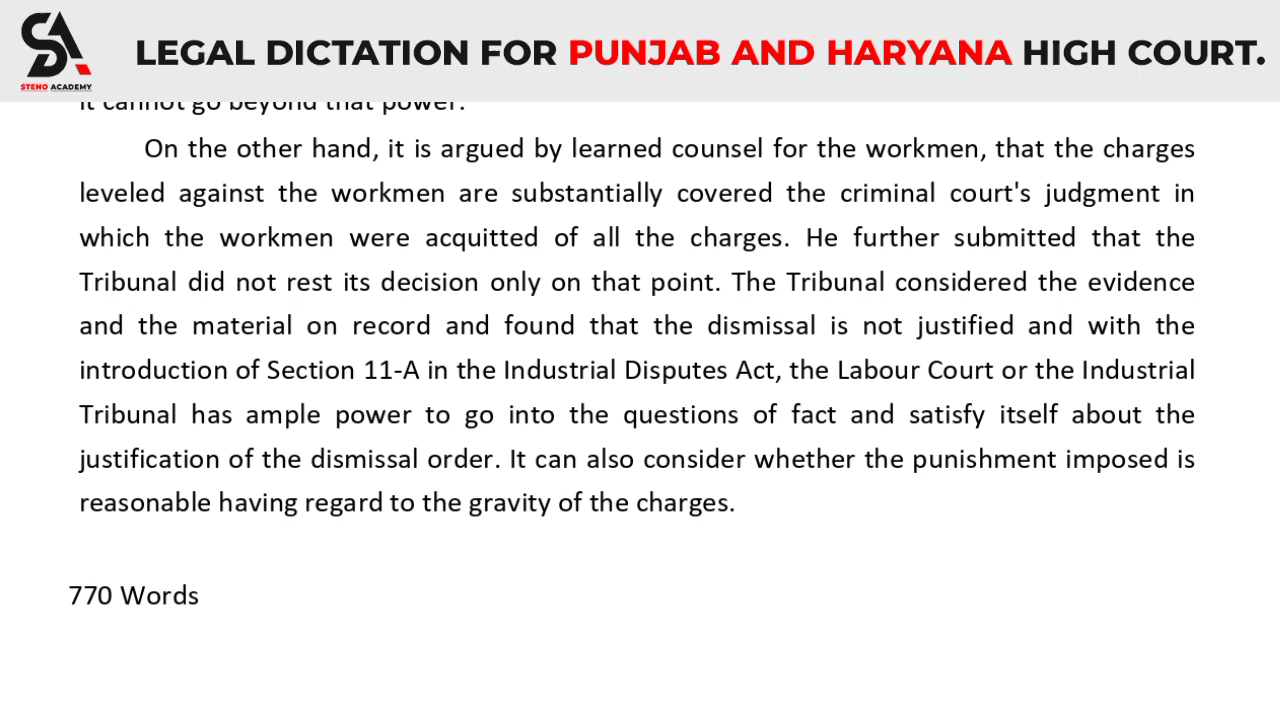 SA
STENO ACADEMY
LEGAL DICTATION FOR PUNJAB AND HARYANA HIGH COURT.
it cannot go beyond that power.
On the other hand, it is argued by learned counsel for the workmen, that the charges
leveled against the workmen are substantially covered the criminal court's judgment in
which the workmen were acquitted of all the charges. He further submitted that the
Tribunal did not rest its decision only on that point. The Tribunal considered the evidence
and the material on record and found that the dismissal is not justified and with the
introduction of Section 11-A in the Industrial Disputes Act, the Labour Court or the Industrial
Tribunal has ample power to go into the questions of fact and satisfy itself about the
justification of the dismissal order. It can also consider whether the punishment imposed is
reasonable having regard to the gravity of the charges.
770 Words